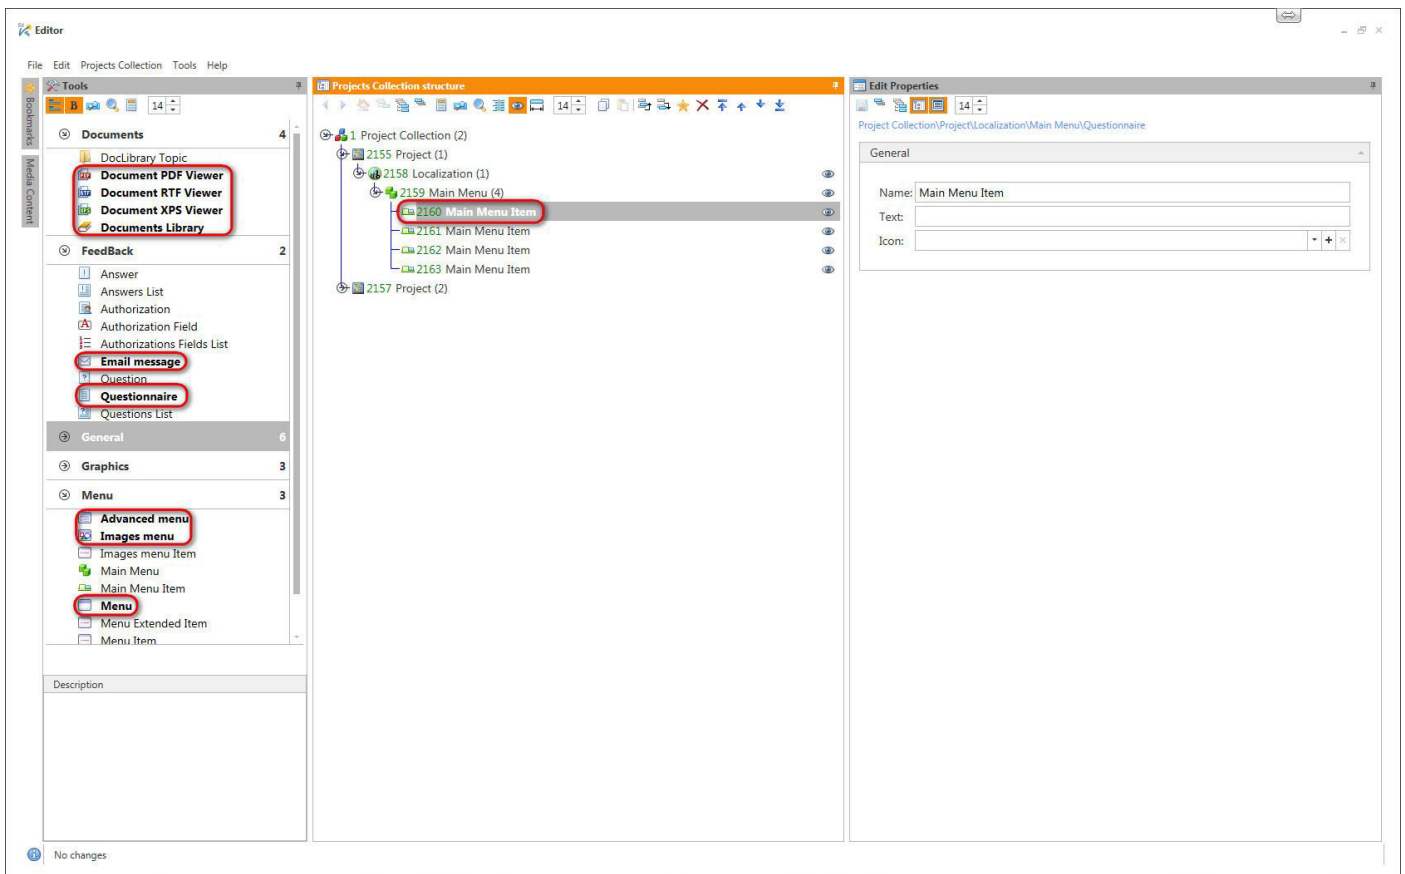 Editor
File Edit Projects Collection Tools Help
Bookmarks
Media Content
Tools
B 14
Documents 4
DocLibrary Topic
Document PDF Viewer
Document RTF Viewer
Document XPS Viewer
Documents Library
FeedBack 2
Answer
Answers List
Authorization
Authorization Field
Authorizations Fields List
Email message
Question
Questionnaire
Questions List
General 6
Graphics 3
Menu 3
Advanced menu
Images menu
Images menu Item
Main Menu
Main Menu Item
Menu
Menu Extended Item
Menu Item
Description
Projects Collection structure
14
1 Project Collection (2)
2155 Project (1)
2158 Localization (1)
2159 Main Menu (4)
2160 Main Menu Item
2161 Main Menu Item
2162 Main Menu Item
2163 Main Menu Item
2157 Project (2)
Edit Properties
14
Project Collection\Project\Localization\Main Menu\Questionnaire
General
Name: Main Menu Item
Text:
Icon:
No changes